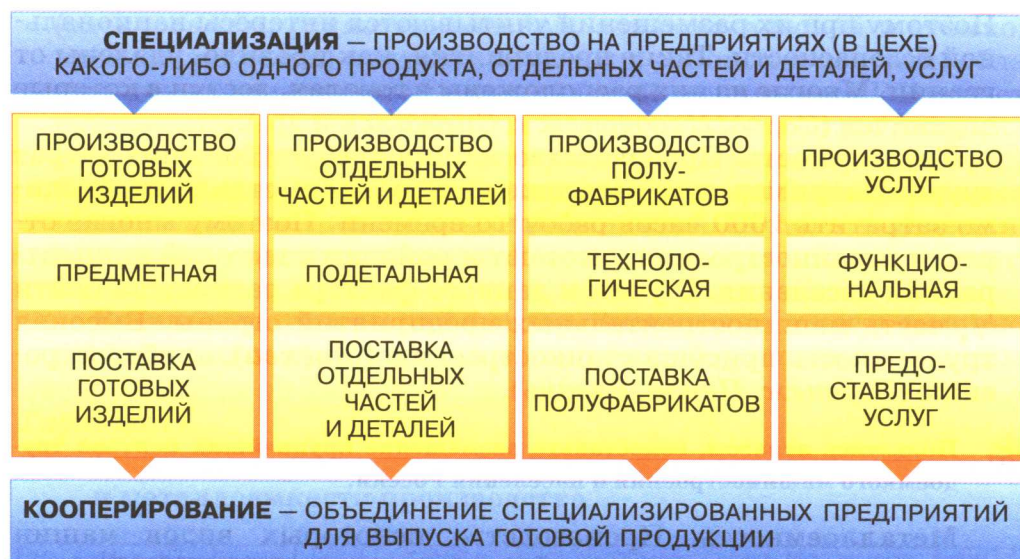 СПЕЦИАЛИЗАЦИЯ — ПРОИЗВОДСТВО НА ПРЕДПРИЯТИЯХ (В ЦЕХЕ)
КАКОГО-ЛИБО ОДНОГО ПРОДУКТА, ОТДЕЛЬНЫХ ЧАСТЕЙ И ДЕТАЛЕЙ, УСЛУГ
ПРОИЗВОДСТВО
ГОТОВЫХ
ИЗДЕЛИЙ
ПРОИЗВОДСТВО
ОТДЕЛЬНЫХ
ЧАСТЕЙ И ДЕТАЛЕЙ
ПРОИЗВОДСТВО
ПОЛУ-
ФАБРИКАТОВ
ПРОИЗВОДСТВО
УСЛУГ
ПРЕДМЕТНАЯ
ПОДЕТАЛЬНАЯ
ТЕХНОЛО-
ГИЧЕСКАЯ
ФУНКЦИО-
НАЛЬНАЯ
ПОСТАВКА
ГОТОВЫХ
ИЗДЕЛИЙ
ПОСТАВКА
ОТДЕЛЬНЫХ
ЧАСТЕЙ
И ДЕТАЛЕЙ
ПОСТАВКА
ПОЛУФАБРИКАТОВ
ПРЕДО-
СТАВЛЕНИЕ
УСЛУГ
КООПЕРИРОВАНИЕ — ОБЪЕДИНЕНИЕ СПЕЦИАЛИЗИРОВАННЫХ ПРЕДПРИЯТИЙ
ДЛЯ ВЫПУСКА ГОТОВОЙ ПРОДУКЦИИ